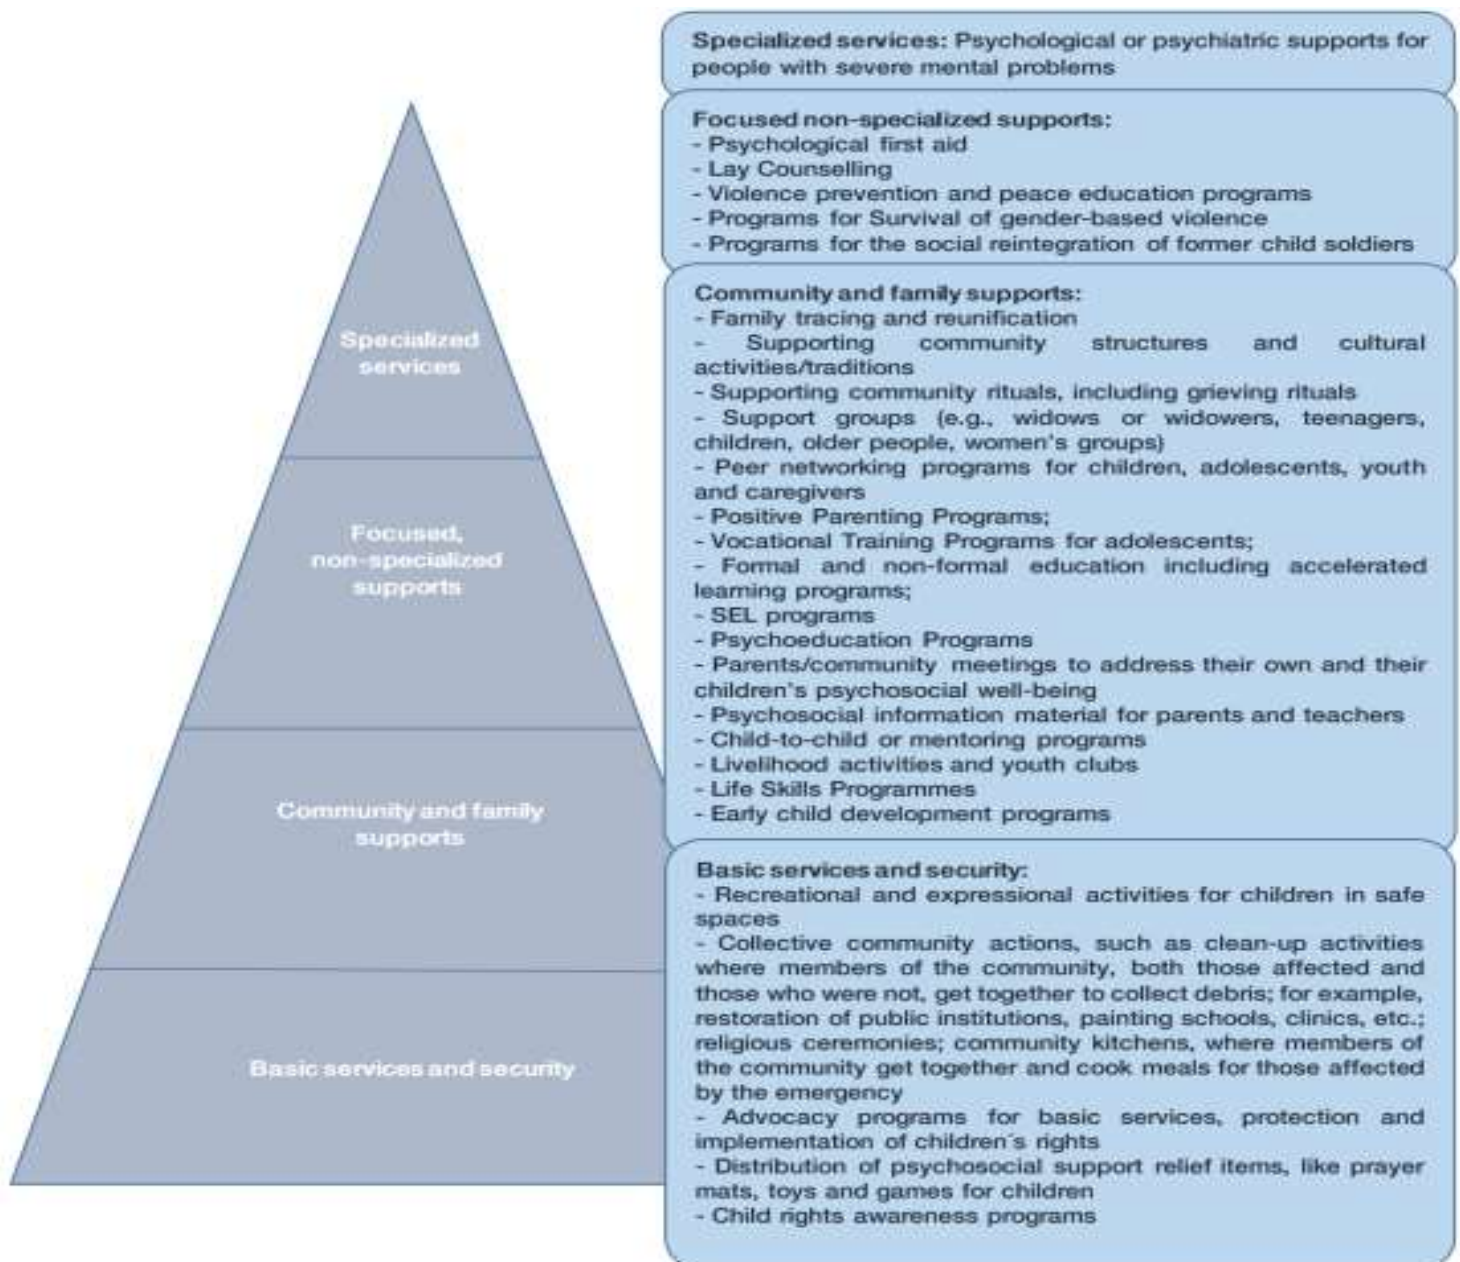 Specialized services: Psychological or psychiatric supports for
people with severe mental problems
Focused non-specialized supports:
- Psychological first aid
- Lay Counselling
- Violence prevention and peace education programs
- Programs for Survival of gender-based violence
- Programs for the social reintegration of former child soldiers
Community and family supports:
- Family tracing and reunification
- Supporting community structures and cultural
activities/traditions
- Supporting community rituals, including grieving rituals
- Support groups (e.g., widows or widowers, teenagers,
children, older people, women's groups)
- Peer networking programs for children, adolescents, youth
and caregivers
- Positive Parenting Programs;
- Vocational Training Programs for adolescents;
- Formal and non-formal education including accelerated
learning programs;
- SEL programs
- Psychoeducation Programs
- Parents/community meetings to address their own and their
children's psychosocial well-being
- Psychosocial information material for parents and teachers
- Child-to-child or mentoring programs
- Livelihood activities and youth clubs
- Life Skills Programmes
- Early child development programs
Basic services and security:
- Recreational and expressional activities for children in safe
spaces
- Collective community actions, such as clean-up activities
where members of the community, both those affected and
those who were not, get together to collect debris; for example,
restoration of public institutions, painting schools, clinics, etc.;
religious ceremonies; community kitchens, where members of
the community get together and cook meals for those affected
by the emergency
- Advocacy programs for basic services, protection and
implementation of children´s rights
- Distribution of psychosocial support relief items, like prayer
mats, toys and games for children
- Child rights awareness programs
Specialized
services
Focused,
non-specialized
supports
Community and family
supports
Basic services and security